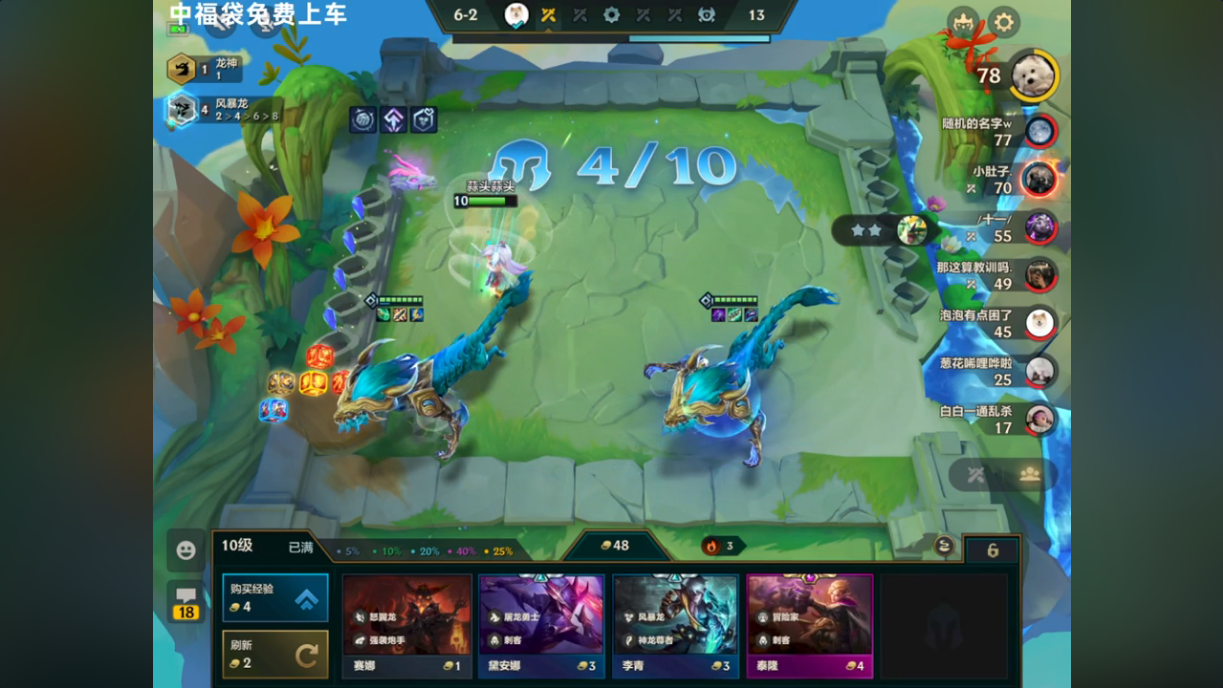 中福袋免费上车
6-2
13
1 龙神
1
4 风暴龙
2 > 4 > 6 > 8
4/10
蒜头蒜头
10
78
随机的名字w
77
小肚子.
70
/十一/
55
那这算教训吗.
49
泡泡有点困了
45
葱花唏哩哗啦
25
白白一通乱杀
17
10级
已满
5% 10% 20% 40% 25%
48
3
6
购买经验
4
刷新
2
18
怒翼龙
强袭炮手
赛娜 1
屠龙勇士
刺客
黛安娜 3
风暴龙
神龙尊者
李青 3
冒险家
刺客
泰隆 4